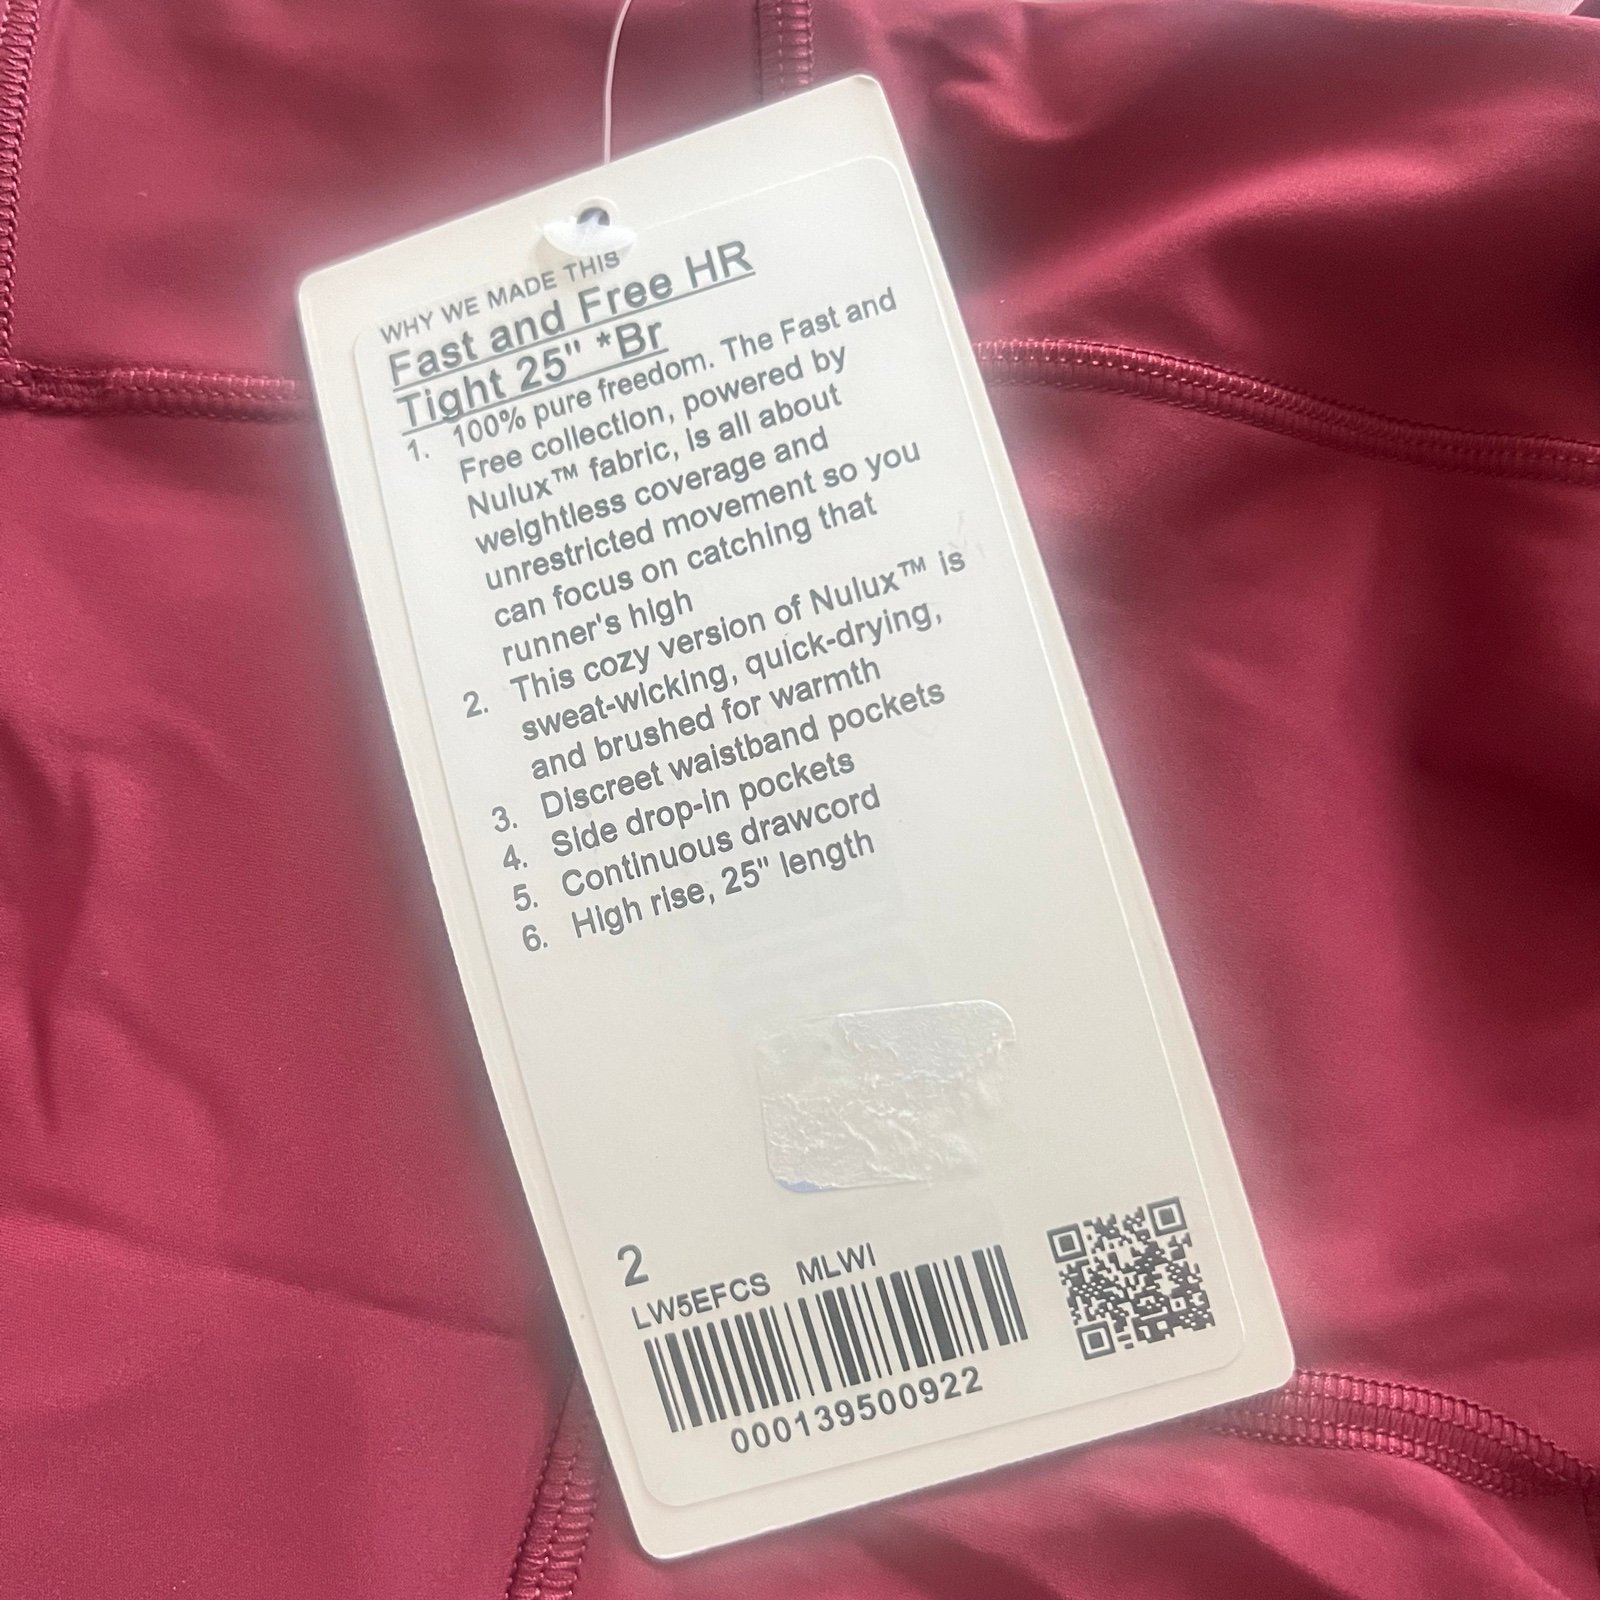 WHY WE MADE THIS
Fast and Free HR
Tight 25" *Br
1. 100% pure freedom. The Fast and
Free collection, powered by
Nulux™ fabric, is all about
weightless coverage and
unrestricted movement so you
can focus on catching that
runner's high
2. This cozy version of Nulux™ is
sweat-wicking, quick-drying,
and brushed for warmth
3. Discreet waistband pockets
4. Side drop-in pockets
5. Continuous drawcord
6. High rise, 25" length
2
LW5EFCS MLWI
000139500922